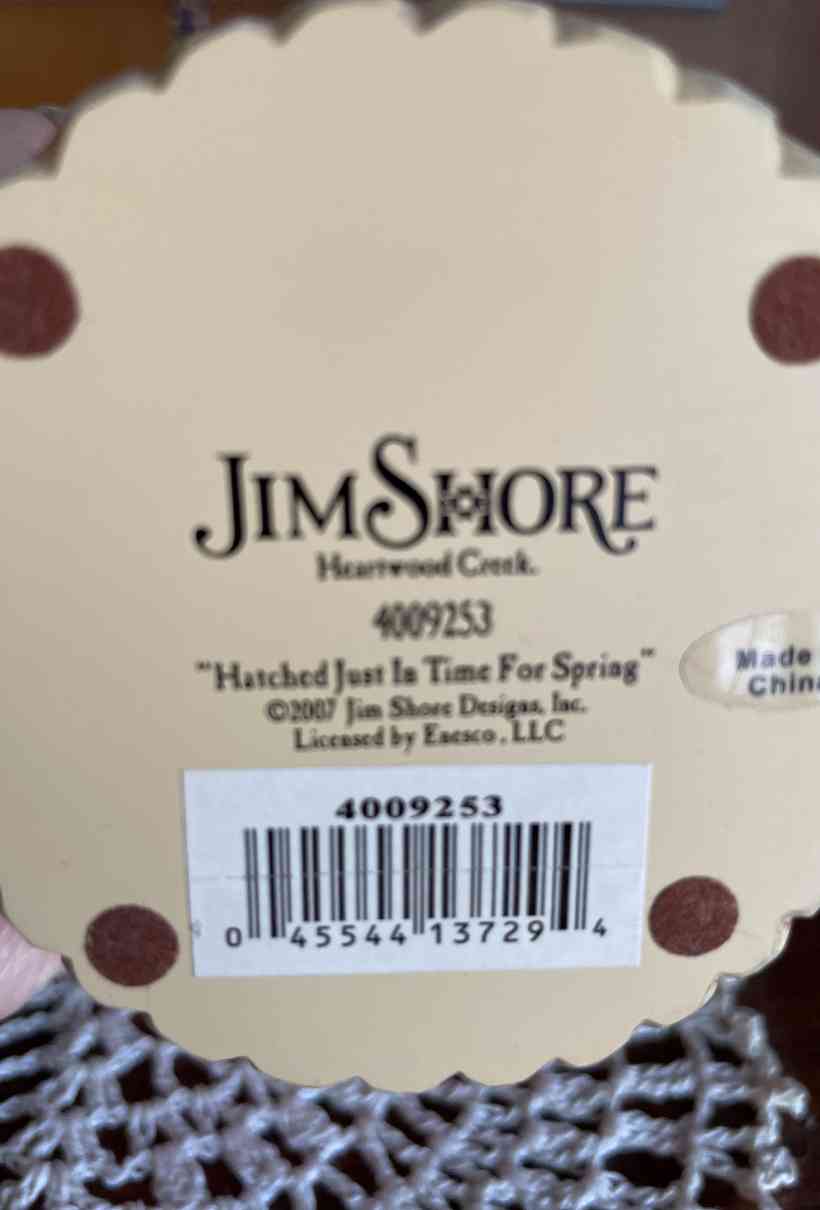 JIM SHORE
Heartwood Creek.
4009253
"Hatched Just In Time For Spring"
Made
China
©2007 Jim Shore Designs, Inc.
Licensed by Enesco, LLC
4009253
0 45544 13729 4